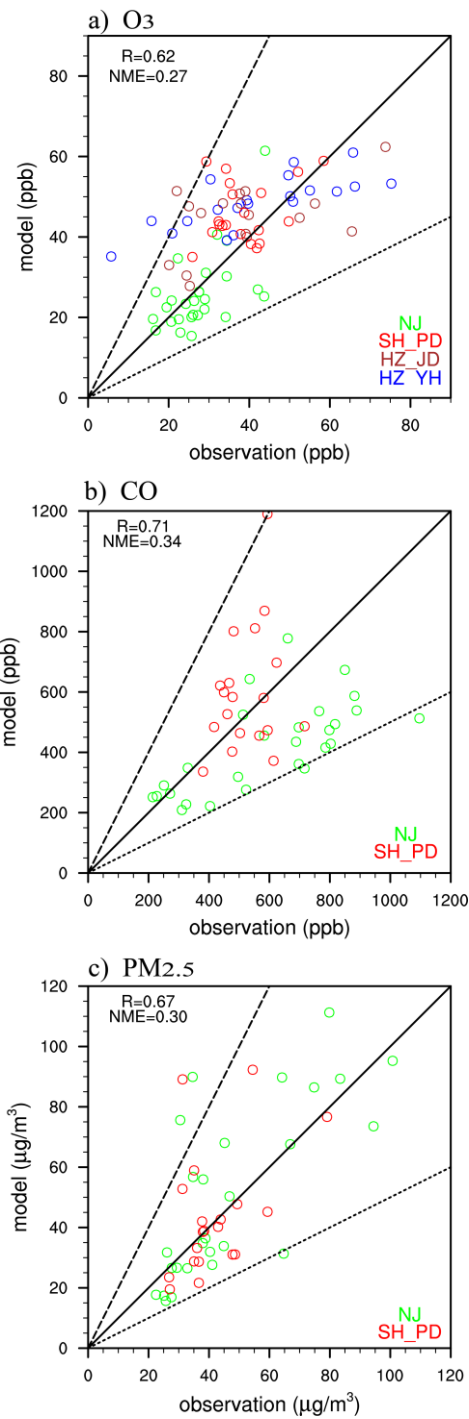 a) O3
R=0.62
NME=0.27
80
60
40
20
0
model (ppb)
NJ
SH_PD
HZ_JD
HZ_YH
0 20 40 60 80
observation (ppb)
b) CO
1200
R=0.71
NME=0.34
1000
800
600
400
200
0
model (ppb)
NJ
SH_PD
0 200 400 600 800 1000 1200
observation (ppb)
c) PM2.5
120
R=0.67
NME=0.30
100
80
60
40
20
0
model (μg/m³)
NJ
SH_PD
0 20 40 60 80 100 120
observation (μg/m³)